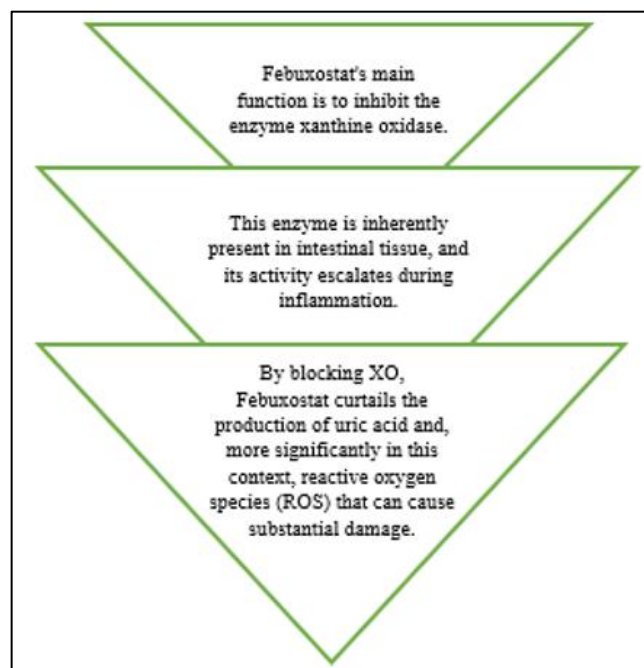 Febuxostat's main
function is to inhibit the
enzyme xanthine oxidase.
This enzyme is inherently
present in intestinal tissue, and
its activity escalates during
inflammation.
By blocking XO,
Febuxostat curtails the
production of uric acid and,
more significantly in this
context, reactive oxygen
species (ROS) that can cause
substantial damage.